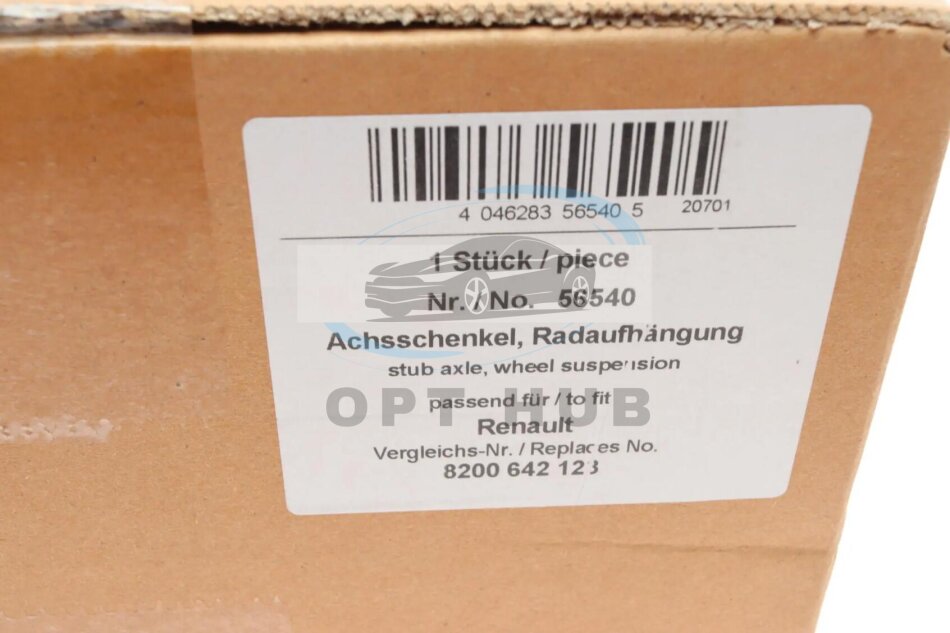 4 046283 56540 5 20701
1 Stück / piece
Nr. / No. 56540
Achsschenkel, Radaufhängung
stub axle, wheel suspension
OPT HUB
passend für / to fit
Renault
Vergleichs-Nr. / Replaces No.
8200 642 123